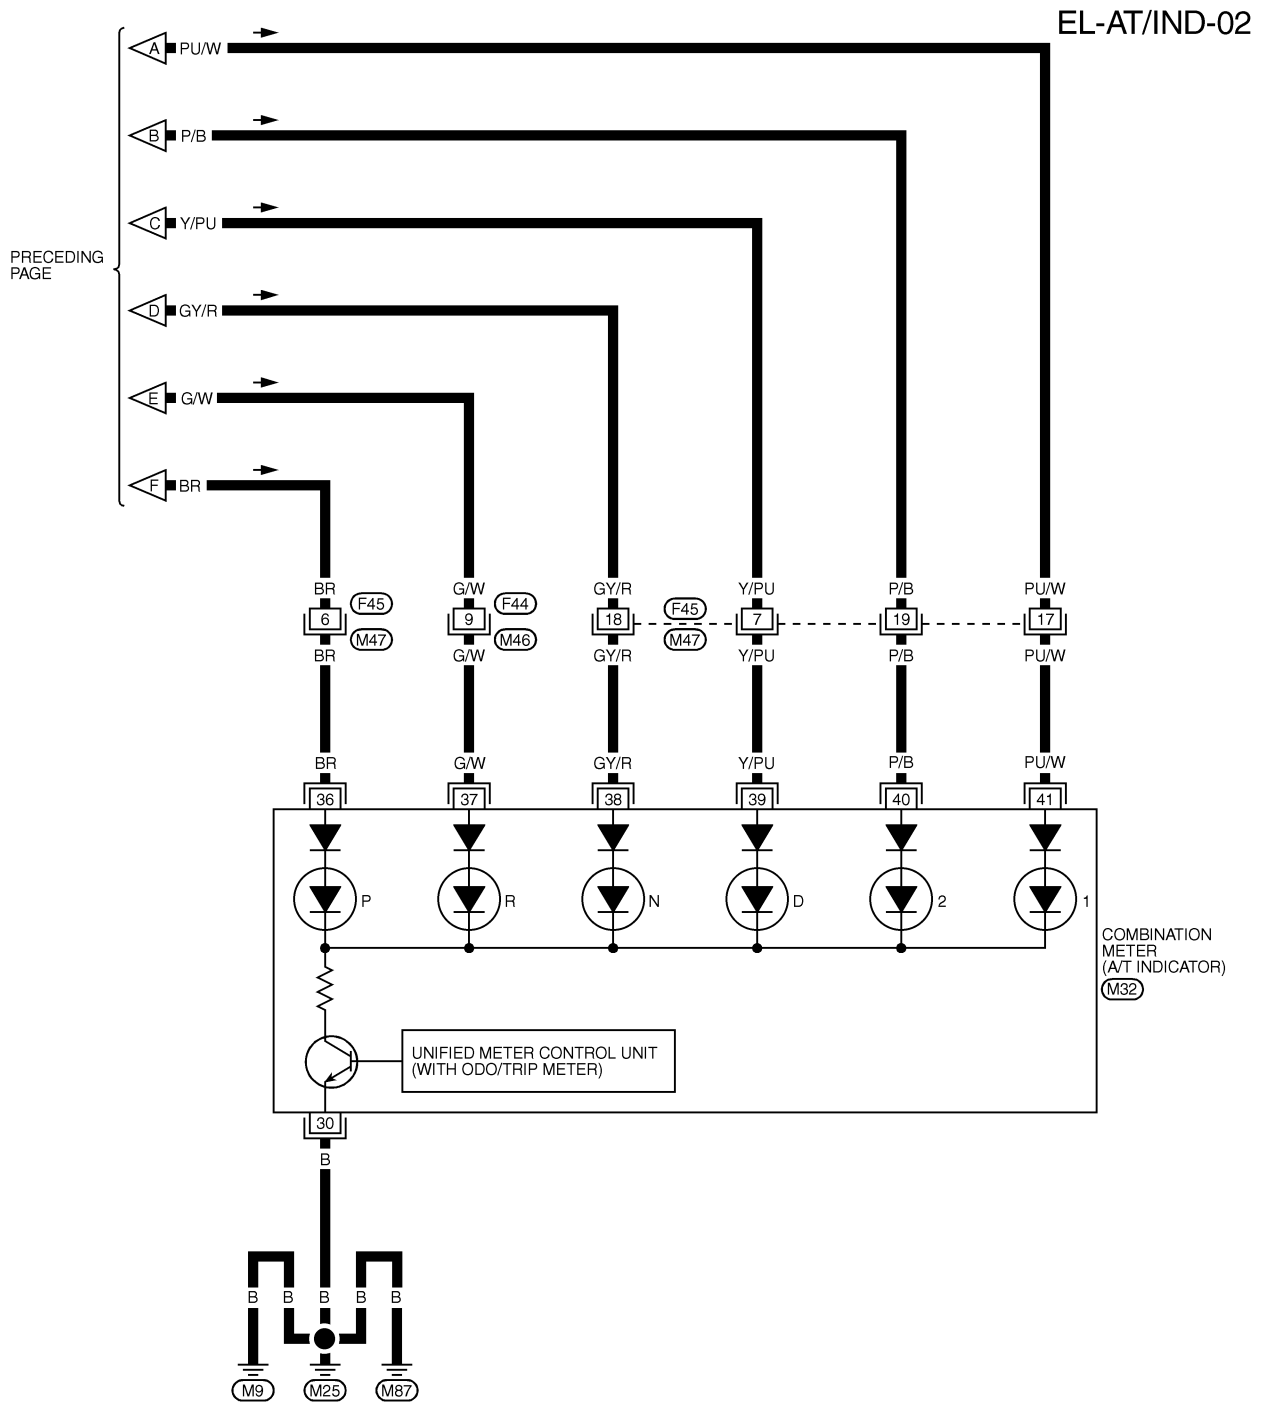 EL-AT/IND-02
A PU/W
B P/B
C Y/PU
PRECEDING
PAGE
D GY/R
E G/W
F BR
BR G/W GY/R Y/PU P/B PU/W
F45 F44 F45
6 9 18 7 19 17
M47 M46 M47
BR G/W GY/R Y/PU P/B PU/W
BR G/W GY/R Y/PU P/B PU/W
36 37 38 39 40 41
P R N D 2 1
COMBINATION
METER
(A/T INDICATOR)
M32
UNIFIED METER CONTROL UNIT
(WITH ODO/TRIP METER)
30
B
B B B B B
M9 M25 M87